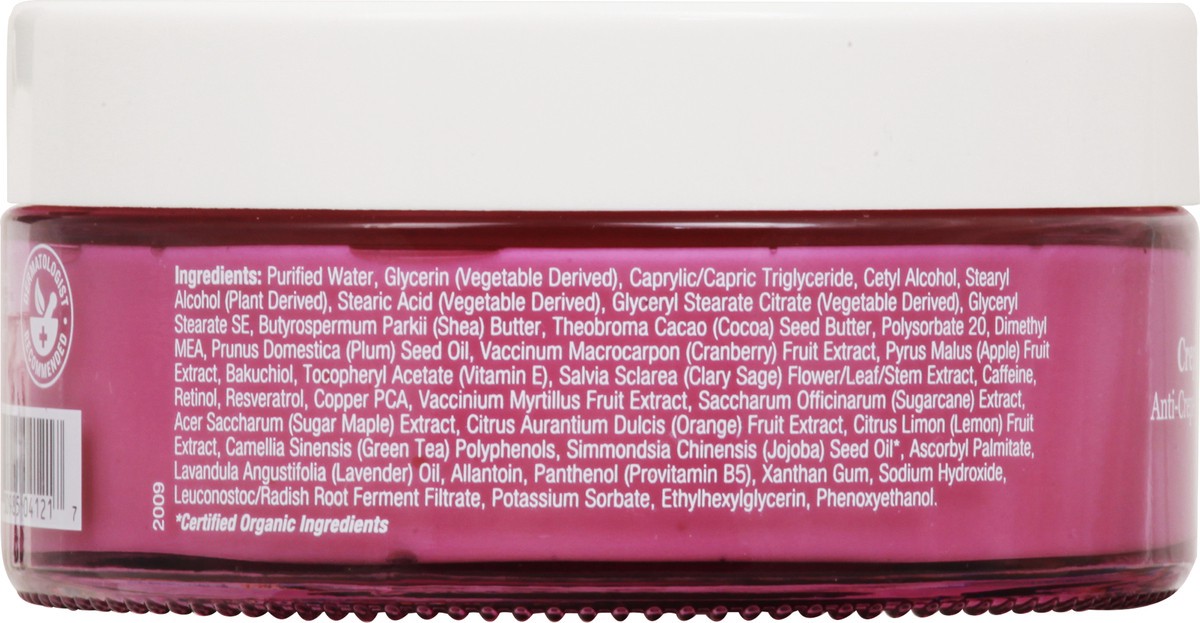 DERMATOLOGIST
RECOMMENDED
Ingredients: Purified Water, Glycerin (Vegetable Derived), Caprylic/Capric Triglyceride, Cetyl Alcohol, Stearyl
Alcohol (Plant Derived), Stearic Acid (Vegetable Derived), Glyceryl Stearate Citrate (Vegetable Derived), Glyceryl
Stearate SE, Butyrospermum Parkii (Shea) Butter, Theobroma Cacao (Cocoa) Seed Butter, Polysorbate 20, Dimethyl
MEA, Prunus Domestica (Plum) Seed Oil, Vaccinum Macrocarpon (Cranberry) Fruit Extract, Pyrus Malus (Apple) Fruit
Extract, Bakuchiol, Tocopheryl Acetate (Vitamin E), Salvia Sclarea (Clary Sage) Flower/Leaf/Stem Extract, Caffeine,
Retinol, Resveratrol, Copper PCA, Vaccinium Myrtillus Fruit Extract, Saccharum Officinarum (Sugarcane) Extract,
Acer Saccharum (Sugar Maple) Extract, Citrus Aurantium Dulcis (Orange) Fruit Extract, Citrus Limon (Lemon) Fruit
Extract, Camellia Sinensis (Green Tea) Polyphenols, Simmondsia Chinensis (Jojoba) Seed Oil*, Ascorbyl Palmitate,
Lavandula Angustifolia (Lavender) Oil, Allantoin, Panthenol (Provitamin B5), Xanthan Gum, Sodium Hydroxide,
Leuconostoc/Radish Root Ferment Filtrate, Potassium Sorbate, Ethylhexylglycerin, Phenoxyethanol.
*Certified Organic Ingredients
2009
04121 7
Anti-